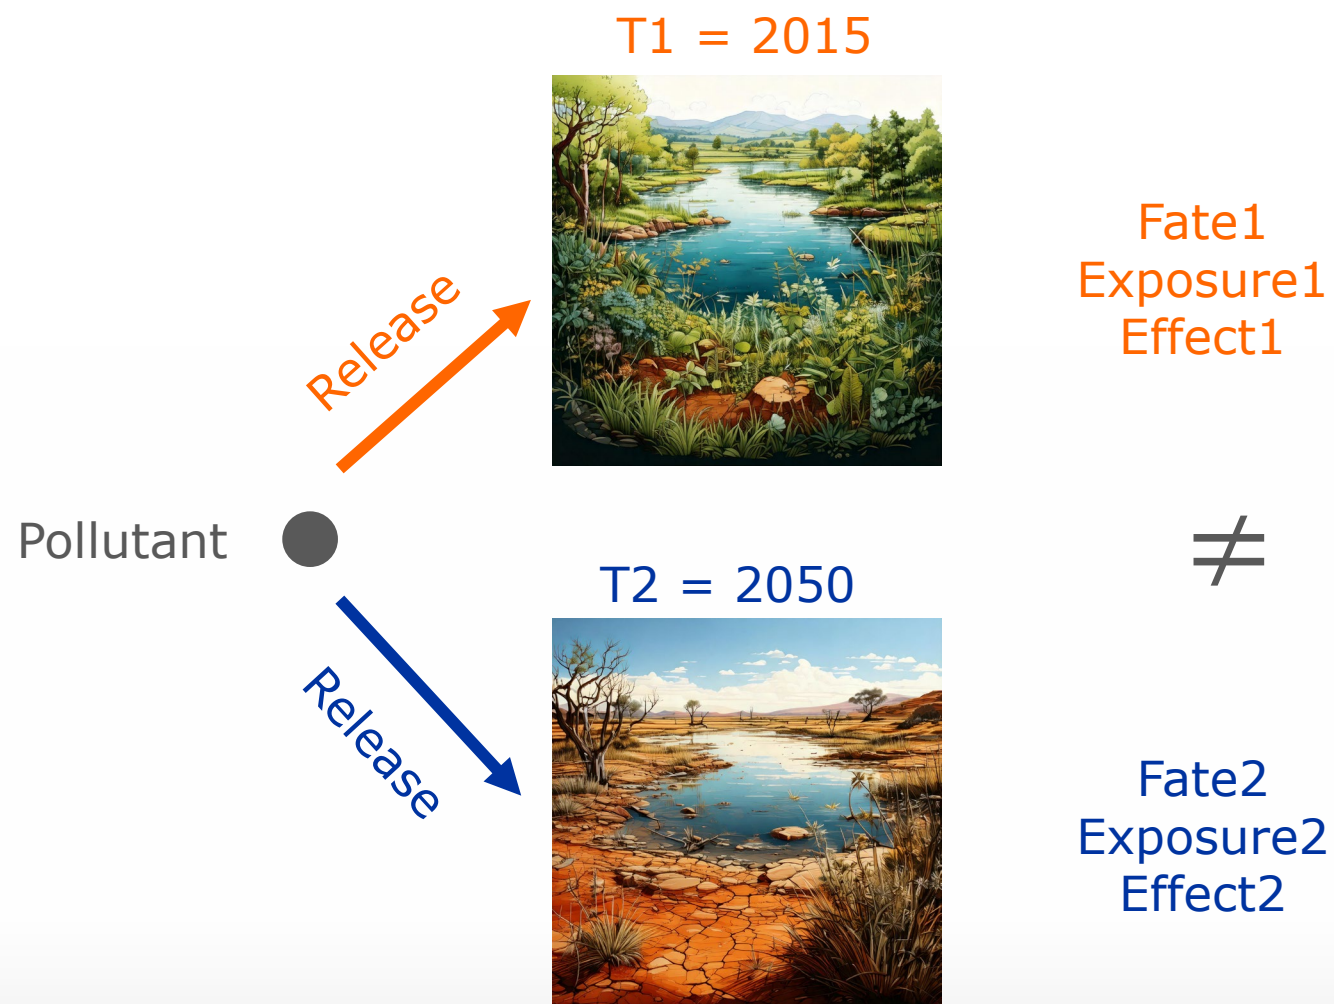 T1 = 2015
Release
Fate1
Exposure1
Effect1
Pollutant
≠
T2 = 2050
Release
Fate2
Exposure2
Effect2